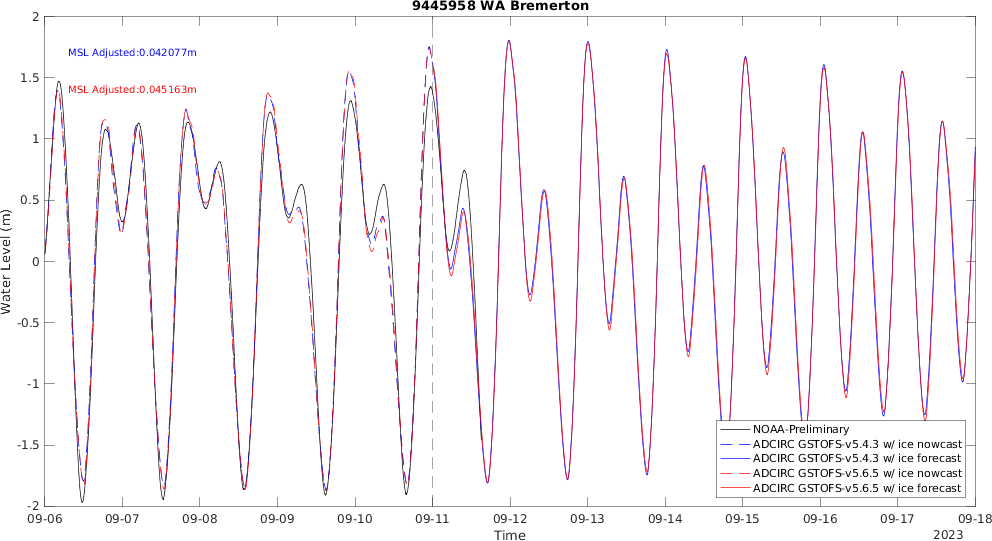 9445958 WA Bremerton
MSL Adjusted:0.042077m
MSL Adjusted:0.045163m
Water Level (m)
2
1.5
1
0.5
0
-0.5
-1
-1.5
-2
NOAA-Preliminary
ADCIRC GSTOFS-v5.4.3 w/ ice nowcast
ADCIRC GSTOFS-v5.4.3 w/ ice forecast
ADCIRC GSTOFS-v5.6.5 w/ ice nowcast
ADCIRC GSTOFS-v5.6.5 w/ ice forecast
09-06 09-07 09-08 09-09 09-10 09-11 09-12 09-13 09-14 09-15 09-16 09-17 09-18
Time
2023